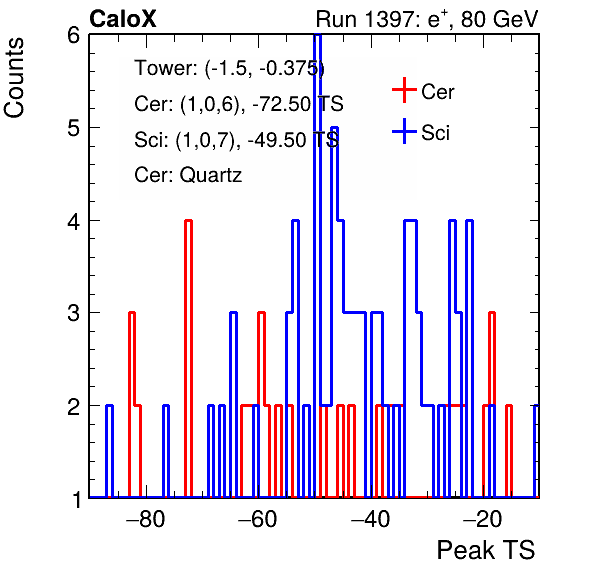 CaloX Run 1397: e+, 80 GeV
Counts
6
5
4
3
2
1
Tower: (-1.5, -0.375)
Cer: (1,0,6), -72.50 TS
Sci: (1,0,7), -49.50 TS
Cer: Quartz
Cer
Sci
−80 −60 −40 −20
Peak TS